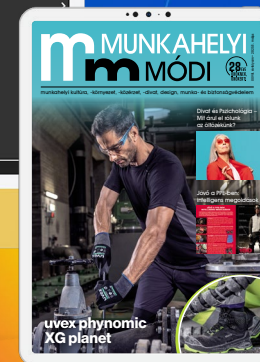 MUNKAHELYI
MÓDI
munkahelyi kultúra, -környezet, -közérzet, -divat, design, munka- és biztonságvédelem
Divat és Pszichológia –
Mit árul el rólunk
az öltözékünk?
Jövő a PPE-ben:
intelligens megoldások
uvex phynomic
XG planet